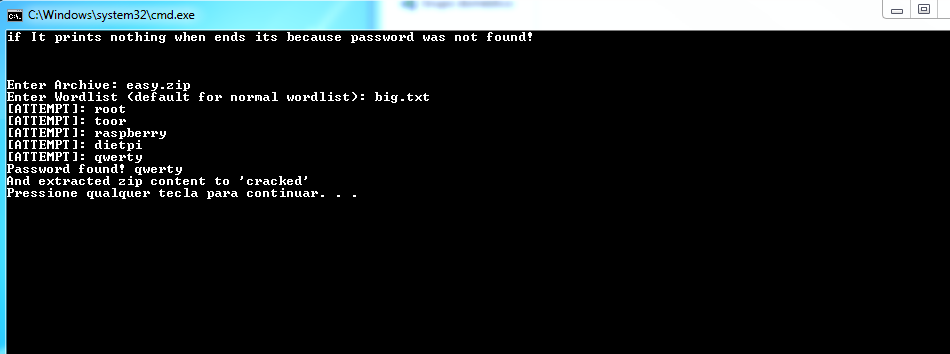 C:\Windows\system32\cmd.exe
if It prints nothing when ends its because password was not found!
Enter Archive: easy.zip
Enter Wordlist (default for normal wordlist): big.txt
[ATTEMPT]: root
[ATTEMPT]: toor
[ATTEMPT]: raspberry
[ATTEMPT]: dietpi
[ATTEMPT]: qwerty
Password found! qwerty
And extracted zip content to 'cracked'
Pressione qualquer tecla para continuar. . .